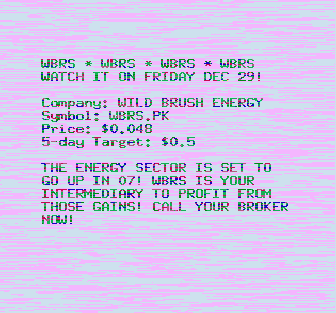 WBRS * WBRS * WBRS * WBRS
WATCH IT ON FRIDAY DEC 29!
Company: WILD BRUSH ENERGY
Symbol: WBRS.PK
Price: $0.048
5-day Target: $0.5
THE ENERGY SECTOR IS SET TO
GO UP IN 07! WBRS IS YOUR
INTERMEDIARY TO PROFIT FROM
THOSE GAINS! CALL YOUR BROKER
NOW!